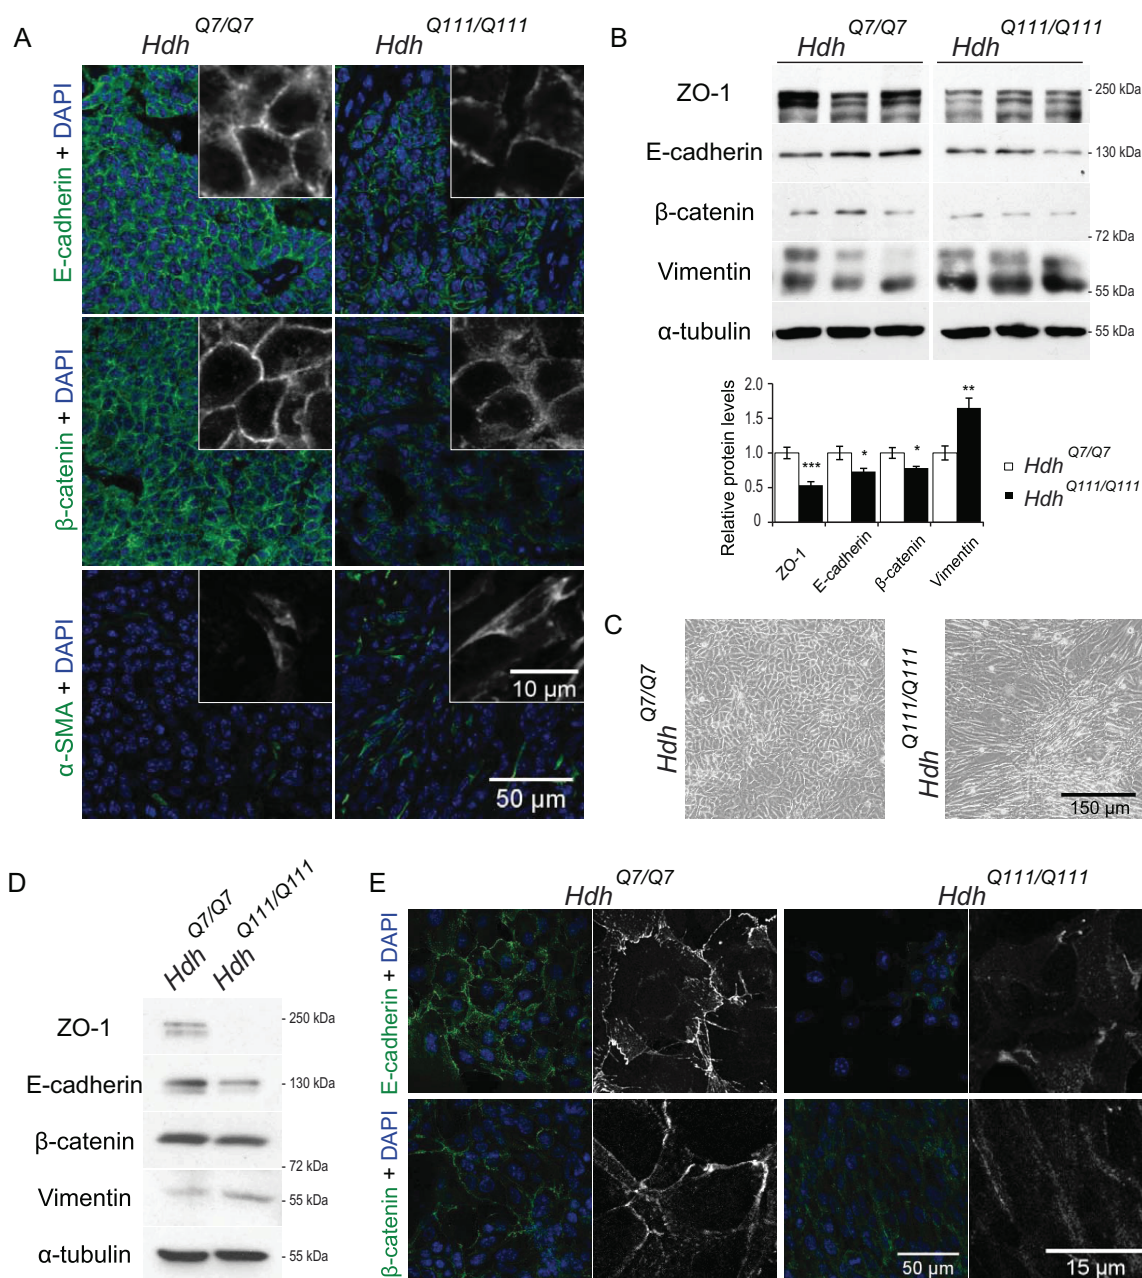 A
Hdh Q7/Q7
Hdh Q111/Q111
E-cadherin + DAPI
β-catenin + DAPI
α-SMA + DAPI
10 µm
50 µm
B
Hdh Q7/Q7
Hdh Q111/Q111
ZO-1
- 250 kDa
E-cadherin
- 130 kDa
β-catenin
- 72 kDa
Vimentin
- 55 kDa
α-tubulin
- 55 kDa
Relative protein levels
2.0
1.5
1.0
0.5
0
***
*
*
**
ZO-1
E-cadherin
β-catenin
Vimentin
Hdh Q7/Q7
Hdh Q111/Q111
C
Hdh Q7/Q7
Hdh Q111/Q111
150 µm
D
Hdh Q7/Q7
Hdh Q111/Q111
ZO-1
- 250 kDa
E-cadherin
- 130 kDa
β-catenin
- 72 kDa
Vimentin
- 55 kDa
α-tubulin
- 55 kDa
E
Hdh Q7/Q7
Hdh Q111/Q111
E-cadherin + DAPI
β-catenin + DAPI
50 µm
15 µm